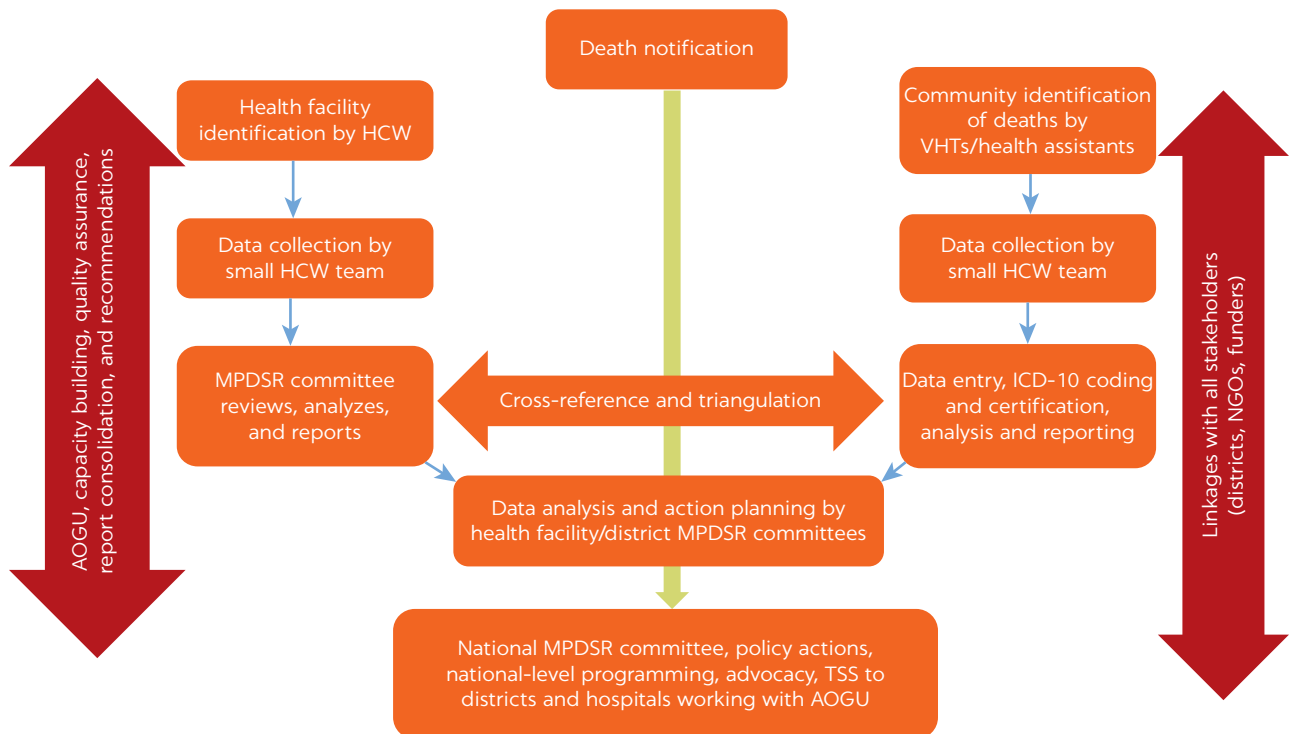 Death notification
Health facility
identification by HCW
Community identification
of deaths by
VHTs/health assistants
Data collection by
small HCW team
Data collection by
small HCW team
MPDSR committee
reviews, analyzes,
and reports
Cross-reference and triangulation
Data entry, ICD-10 coding
and certification,
analysis and reporting
Data analysis and action planning by
health facility/district MPDSR committees
National MPDSR committee, policy actions,
national-level programming, advocacy, TSS to
districts and hospitals working with AOGU
AOGU, capacity building, quality assurance,
report consolidation, and recommendations
Linkages with all stakeholders
(districts, NGOs, funders)